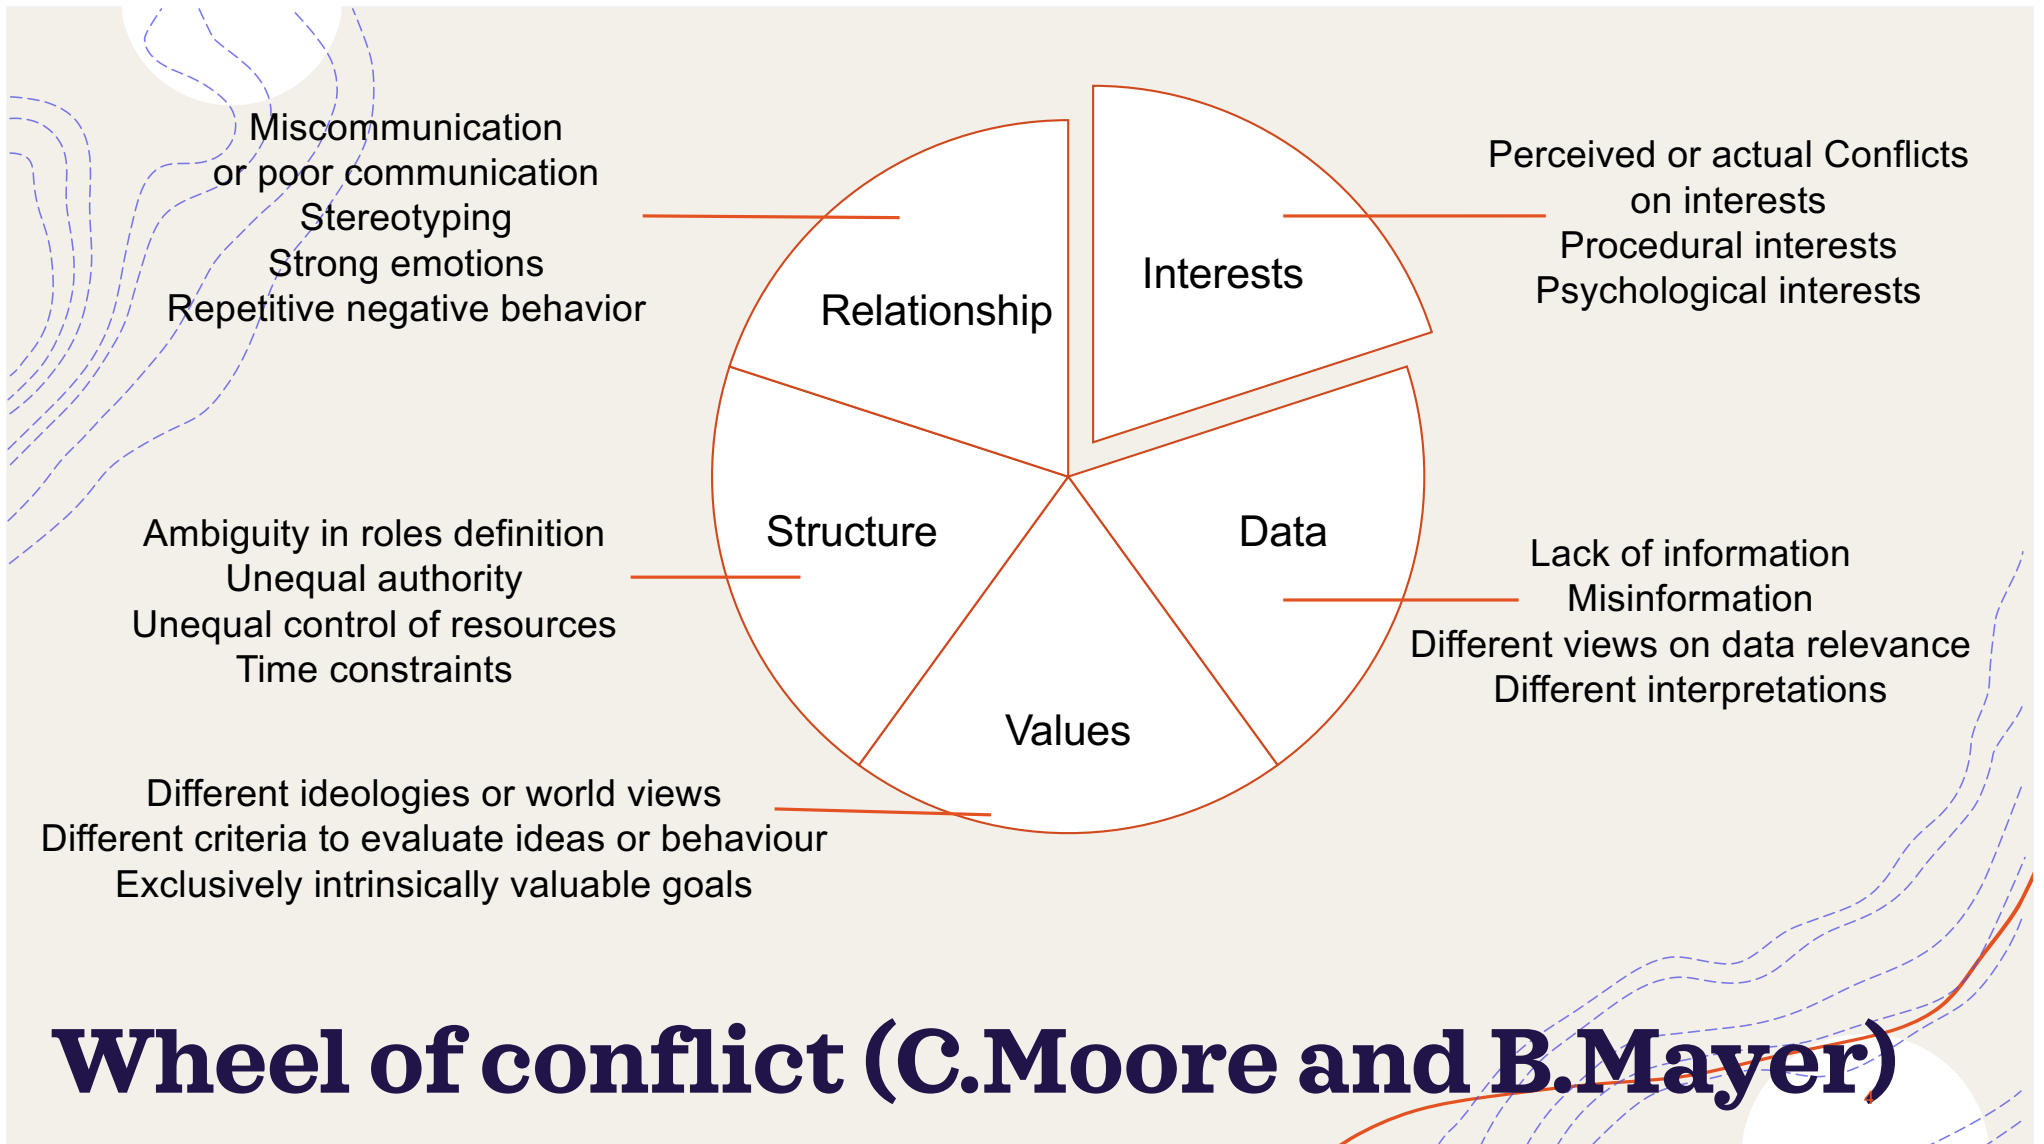 Miscommunication
or poor communication
Stereotyping
Strong emotions
Repetitive negative behavior
Relationship
Interests
Perceived or actual Conflicts
on interests
Procedural interests
Psychological interests
Ambiguity in roles definition
Unequal authority
Unequal control of resources
Time constraints
Structure
Data
Lack of information
Misinformation
Different views on data relevance
Different interpretations
Values
Different ideologies or world views
Different criteria to evaluate ideas or behaviour
Exclusively intrinsically valuable goals
Wheel of conflict (C.Moore and B.Mayer)